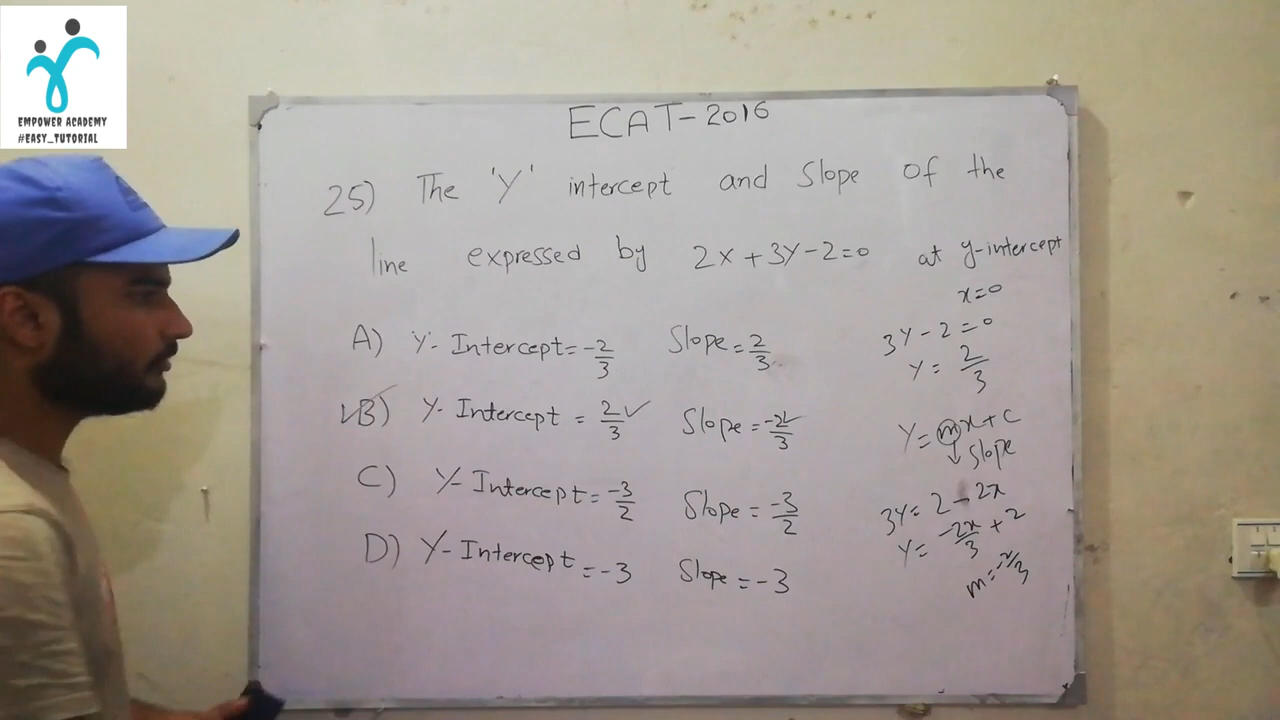 EMPOWER ACADEMY
#EASY_TUTORIAL
ECAT-2016
25) The 'Y' intercept and Slope of the
line expressed by 2x+3y-2=0
A) Y- Intercept=-2/3 Slope=2/3
B) Y- Intercept = 2/3 Slope=-2/3
C) Y- Intercept=-3/2 Slope=-3/2
D) Y-Intercept=-3 Slope=-3
at y-intercept
x=0
3y-2=0
y=2/3
y=mx+c
Slope
3y=2-2x
y=-2x/3+2
m=-2/3